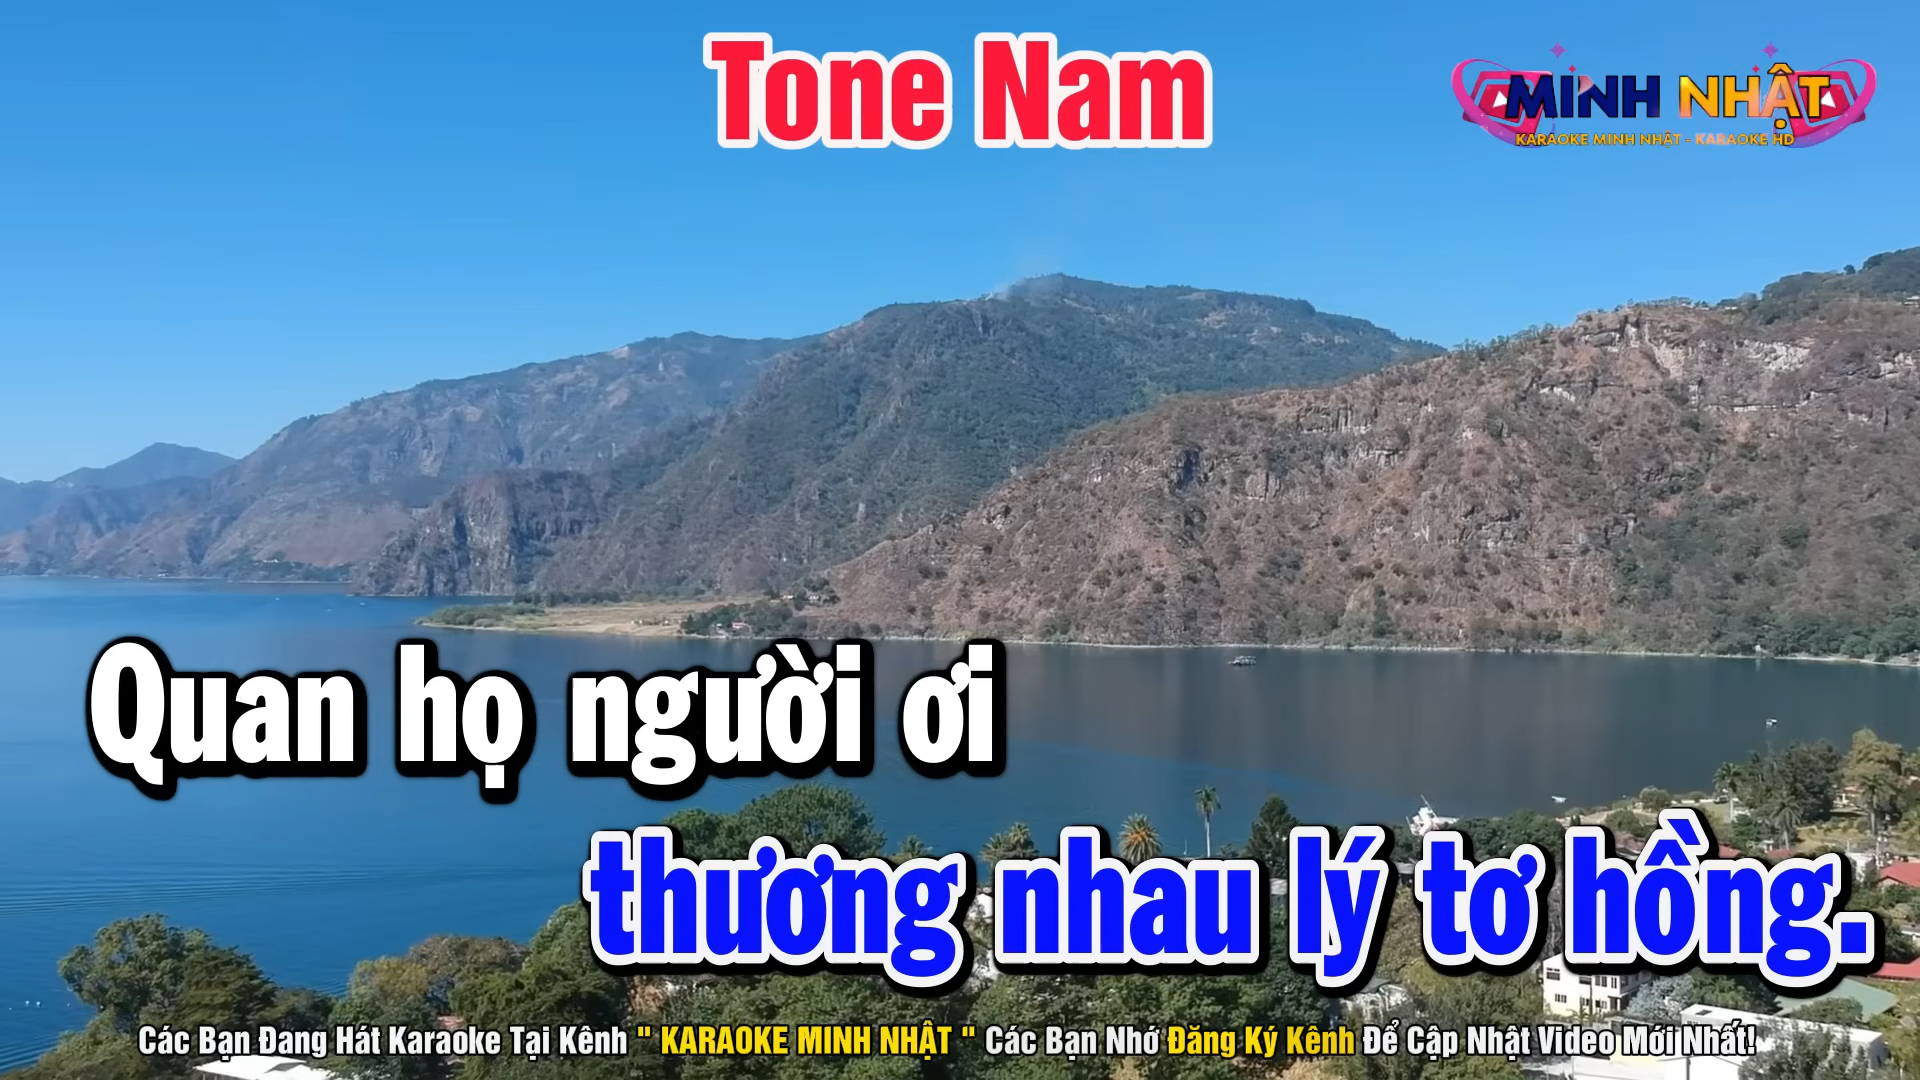 Tone Nam
MINH NHẬT
KARAOKE MINH NHẬT - KARAOKE HD
Quan họ người ơi
thương nhau lý tơ hồng.
Các Bạn Đang Hát Karaoke Tại Kênh " KARAOKE MINH NHẬT " Các Bạn Nhớ Đăng Ký Kênh Để Cập Nhật Video Mới Nhất!